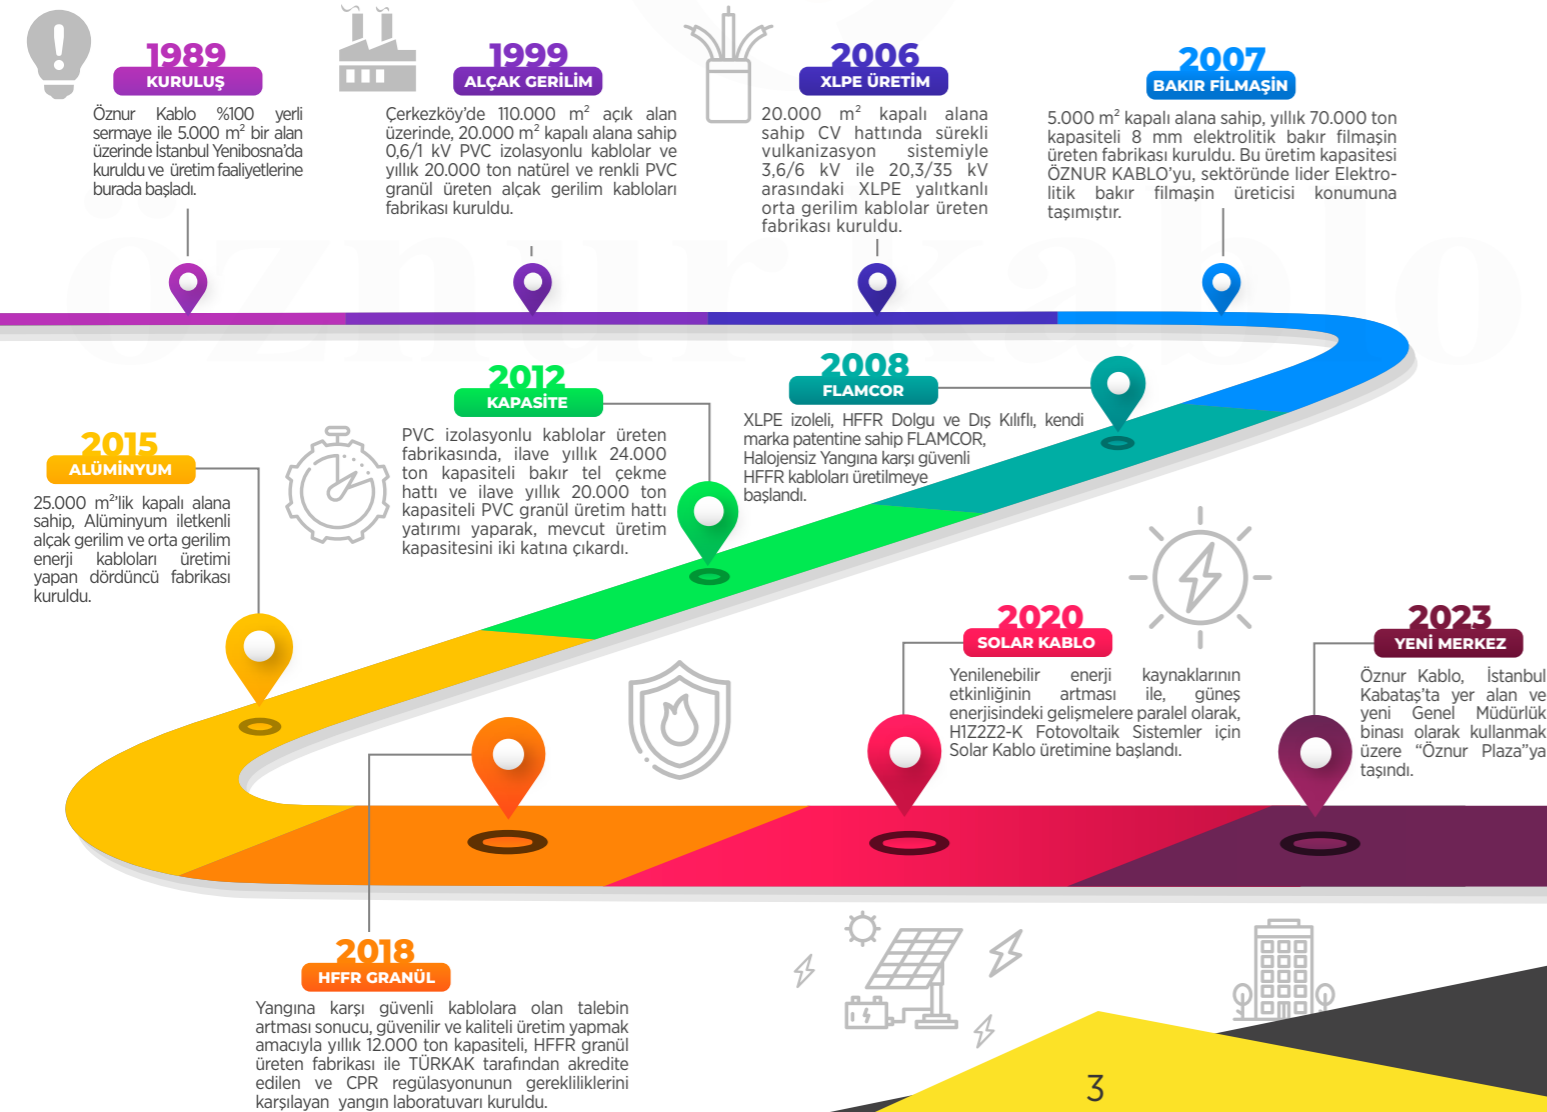 1989
KURULUŞ
Öznur Kablo %100 yerli
sermaye ile 5.000 m² bir alan
üzerinde İstanbul Yenibosna’da
kuruldu ve üretim faaliyetlerine
burada başladı.
1999
ALÇAK GERİLİM
Çerkezköy’de 110.000 m² açık alan
üzerinde, 20.000 m² kapalı alana sahip
0,6/1 kV PVC izolasyonlu kablolar ve
yıllık 20.000 ton natürel ve renkli PVC
granül üreten alçak gerilim kabloları
fabrikası kuruldu.
2006
XLPE ÜRETİM
20.000 m² kapalı alana
sahip CV hattında sürekli
vulkanizasyon sistemiyle
3,6/6 kV ile 20,3/35 kV
arasındaki XLPE yalıtkanlı
orta gerilim kablolar üreten
fabrikası kuruldu.
2007
BAKIR FİLMAŞİN
5.000 m² kapalı alana sahip, yıllık 70.000 ton
kapasiteli 8 mm elektrolitik bakır filmaşin
üreten fabrikası kuruldu. Bu üretim kapasitesi
ÖZNUR KABLO’yu, sektöründe lider Elektro-
litik bakır filmaşin üreticisi konumuna
taşımıştır.
öznur kablo
2008
FLAMCOR
XLPE izoleli, HFFR Dolgu ve Dış Kılıflı, kendi
marka patentine sahip FLAMCOR,
Halojensiz Yangına karşı güvenli
HFFR kabloları üretilmeye
başlandı.
2012
KAPASİTE
PVC izolasyonlu kablolar üreten
fabrikasında, ilave yıllık 24.000
ton kapasiteli bakır tel çekme
hattı ve ilave yıllık 20.000 ton
kapasiteli PVC granül üretim hattı
yatırımı yaparak, mevcut üretim
kapasitesini iki katına çıkardı.
2015
ALÜMİNYUM
25.000 m²’lik kapalı alana
sahip, Alüminyum iletkenli
alçak gerilim ve orta gerilim
enerji kabloları üretimi
yapan dördüncü fabrikası
kuruldu.
2018
HFFR GRANÜL
Yangına karşı güvenli kablolara olan talebin
artması sonucu, güvenilir ve kaliteli üretim yapmak
amacıyla yıllık 12.000 ton kapasiteli, HFFR granül
üreten fabrikası ile TÜRKAK tarafından akredite
edilen ve CPR regülasyonunun gerekliliklerini
karşılayan yangın laboratuvarı kuruldu.
2020
SOLAR KABLO
Yenilenebilir enerji kaynaklarının
etkinliğinin artması ile, güneş
enerjisindeki gelişmelere paralel olarak,
H1Z2Z2-K Fotovoltaik Sistemler için
Solar Kablo üretimine başlandı.
2023
YENİ MERKEZ
Öznur Kablo, İstanbul
Kabataş’ta yer alan ve
yeni Genel Müdürlük
binası olarak kullanmak
üzere “Öznur Plaza”ya
taşındı.
3